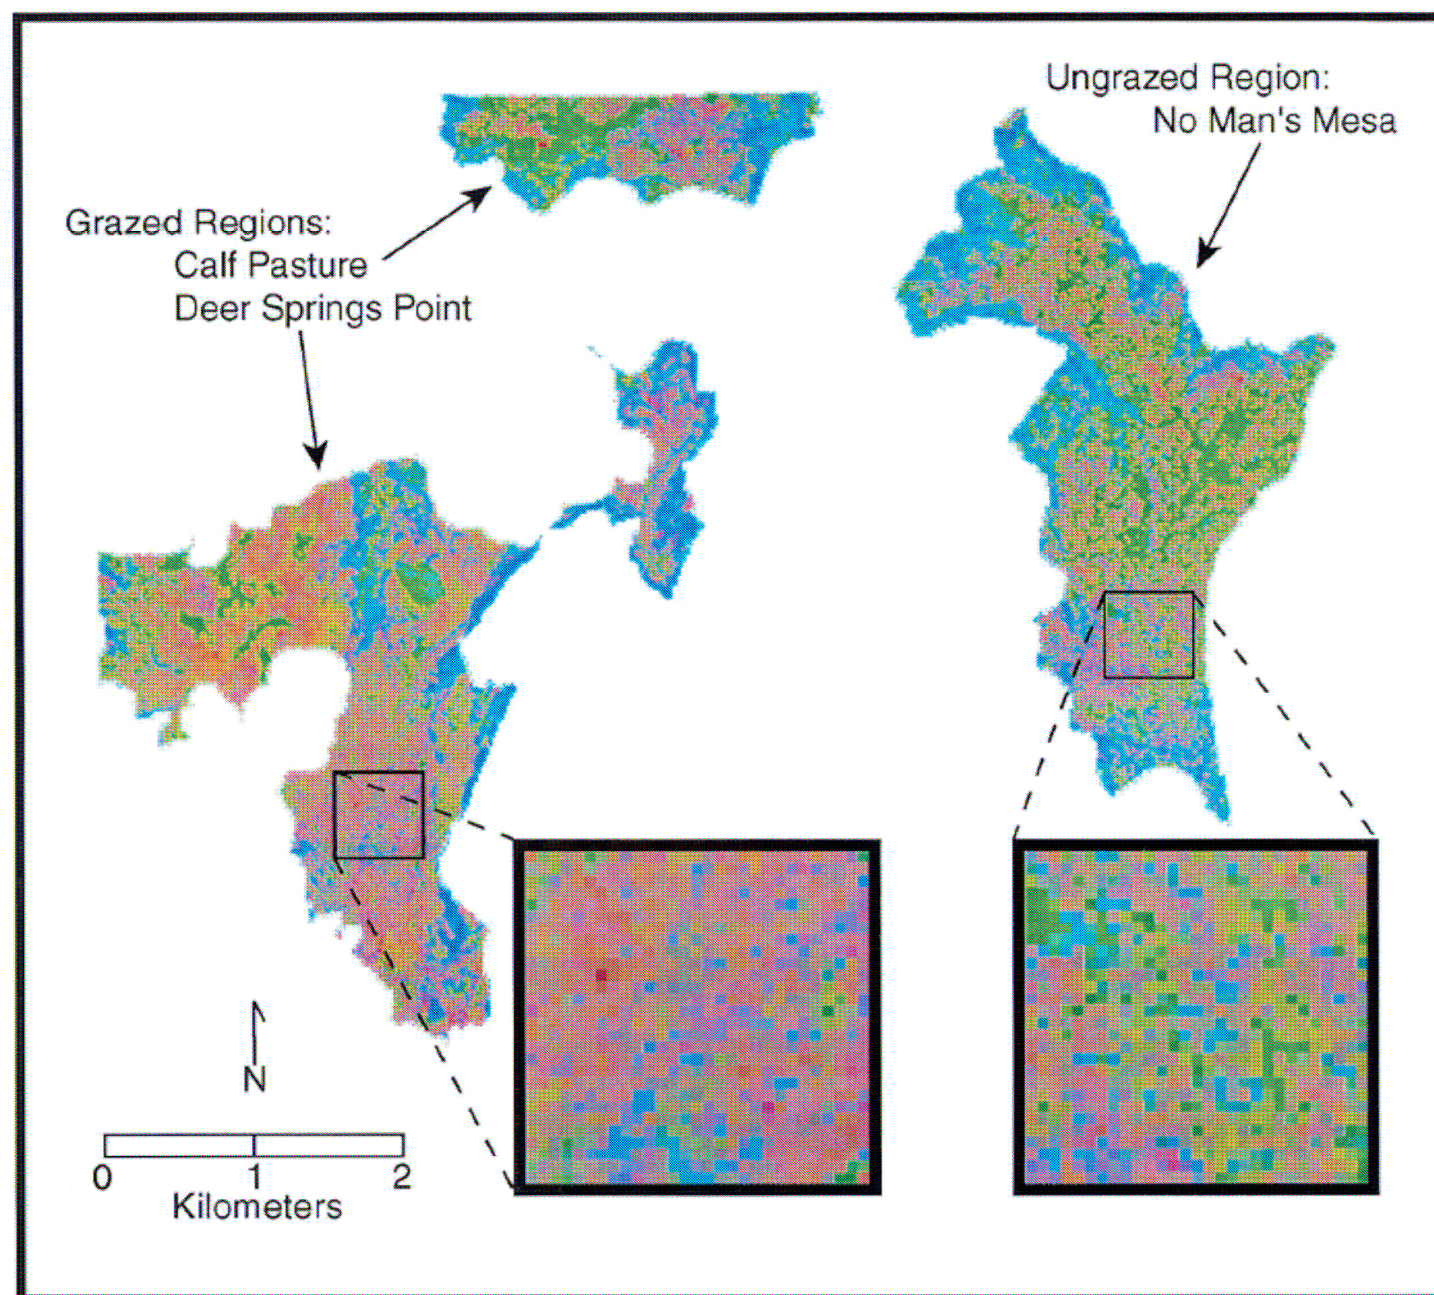 Ungrazed Region:
No Man's Mesa
Grazed Regions:
Calf Pasture
Deer Springs Point
N
0 1 2
Kilometers